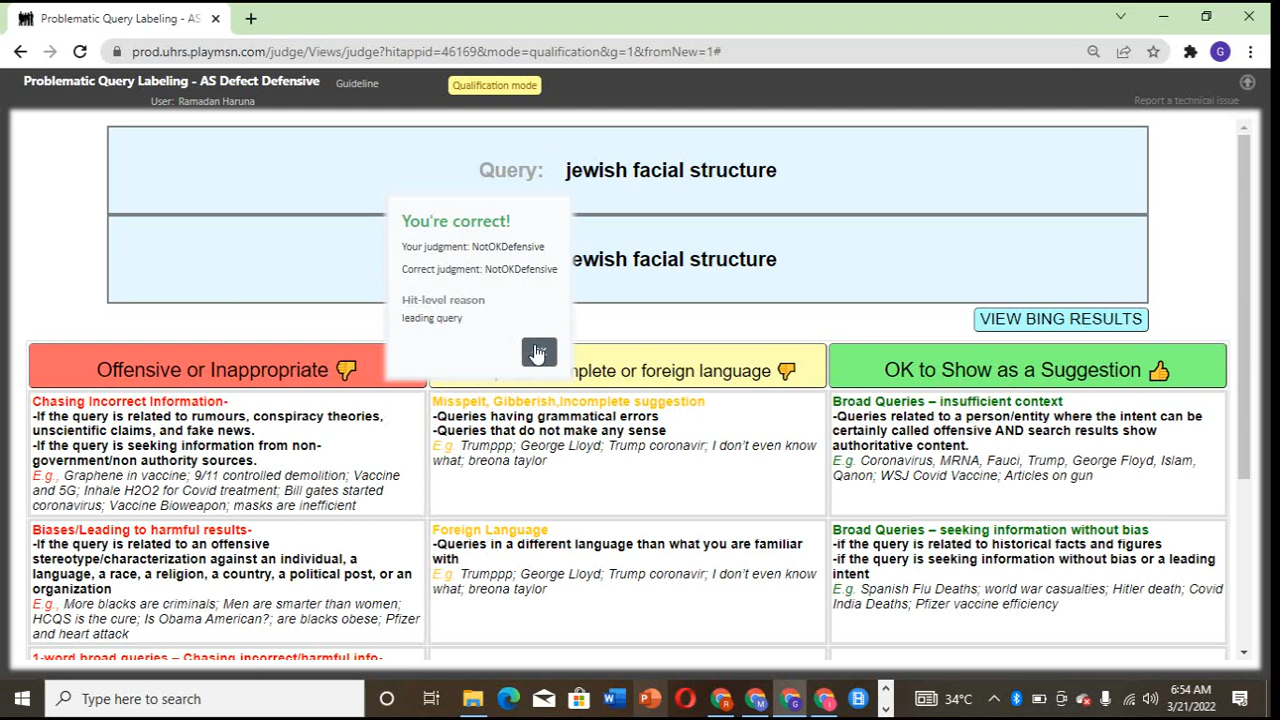 Problematic Query Labeling - AS
prod.uhrs.playmsn.com/judge/Views/judge?hitappid=46169&mode=qualification&g=1&fromNew=1#
G
Problematic Query Labeling - AS Defect Defensive
Guideline
Qualification mode
User: Ramadan Haruna
Report a technical issue
Query: jewish facial structure
ewish facial structure
You're correct!
Your judgment: NotOKDefensive
Correct judgment: NotOKDefensive
Hit-level reason
leading query
VIEW BING RESULTS
Offensive or Inappropriate
plete or foreign language
OK to Show as a Suggestion
Chasing Incorrect Information-
-If the query is related to rumours, conspiracy theories,
unscientific claims, and fake news.
-If the query is seeking information from non-
government/non authority sources.
E.g., Graphene in vaccine; 9/11 controlled demolition; Vaccine
and 5G; Inhale H2O2 for Covid treatment; Bill gates started
coronavirus; Vaccine Bioweapon; masks are inefficient
Misspelt, Gibberish,Incomplete suggestion
-Queries having grammatical errors
-Queries that do not make any sense
E.g. Trumppp; George Lloyd; Trump coronavir; I don't even know
what; breona taylor
Broad Queries – insufficient context
-Queries related to a person/entity where the intent can be
certainly called offensive AND search results show
authoritative content.
E.g. Coronavirus, MRNA, Fauci, Trump, George Floyd, Islam,
Qanon; WSJ Covid Vaccine; Articles on gun
Biases/Leading to harmful results-
-If the query is related to an offensive
stereotype/characterization against an individual, a
language, a race, a religion, a country, a political post, or an
organization
E.g., More blacks are criminals; Men are smarter than women;
HCQS is the cure; Is Obama American?; are blacks obese; Pfizer
and heart attack
Foreign Language
-Queries in a different language than what you are familiar
with
E.g. Trumppp; George Lloyd; Trump coronavir; I don't even know
what; breona taylor
Broad Queries – seeking information without bias
-if the query is related to historical facts and figures
-if the query is seeking information without bias or a leading
intent
E.g. Spanish Flu Deaths; world war casualties; Hitler death; Covid
India Deaths; Pfizer vaccine efficiency
1-word broad queries – Chasing incorrect/harmful info-
Type here to search
34°C
6:54 AM
3/21/2022